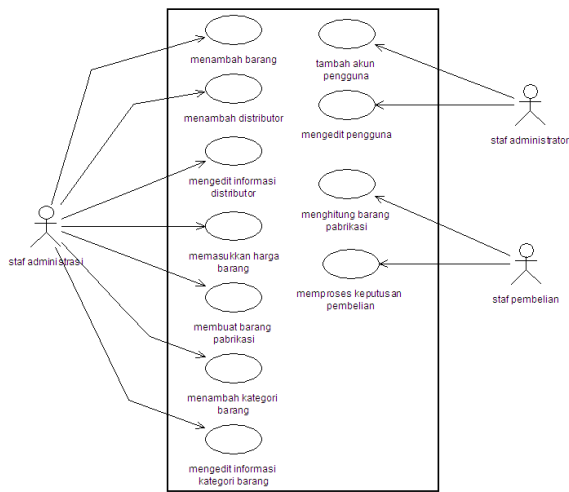 menambah barang
menambah distributor
mengedit informasi
distributor
memasukkan harga
barang
membuat barang
pabrikasi
menambah kategori
barang
mengedit informasi
kategori barang
tambah akun
pengguna
mengedit pengguna
menghitung barang
pabrikasi
memproses keputusan
pembelian
staf administrasi
staf administrator
staf pembelian